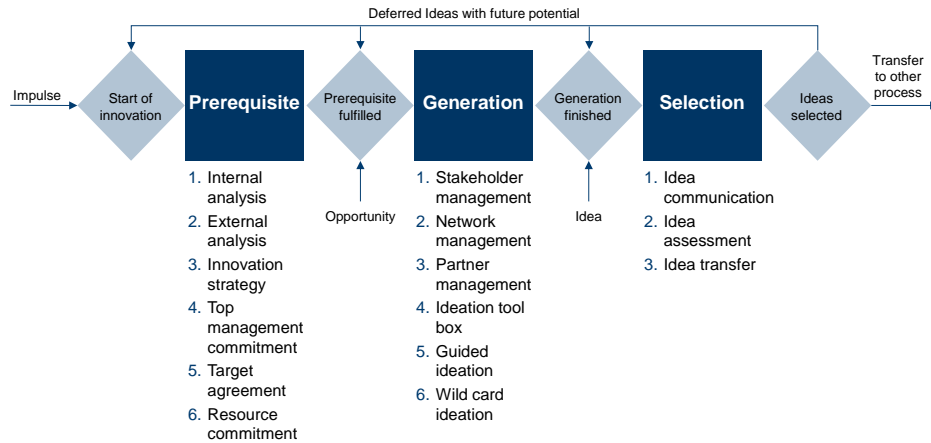 Deferred Ideas with future potential
Impulse
Start of
innovation
Prerequisite
Prerequisite
fulfilled
Generation
Generation
finished
Selection
Ideas
selected
Transfer
to other
process
1. Internal
analysis
2. External
analysis
3. Innovation
strategy
4. Top
management
commitment
5. Target
agreement
6. Resource
commitment
Opportunity
1. Stakeholder
management
2. Network
management
3. Partner
management
4. Ideation tool
box
5. Guided
ideation
6. Wild card
ideation
Idea
1. Idea
communication
2. Idea
assessment
3. Idea transfer